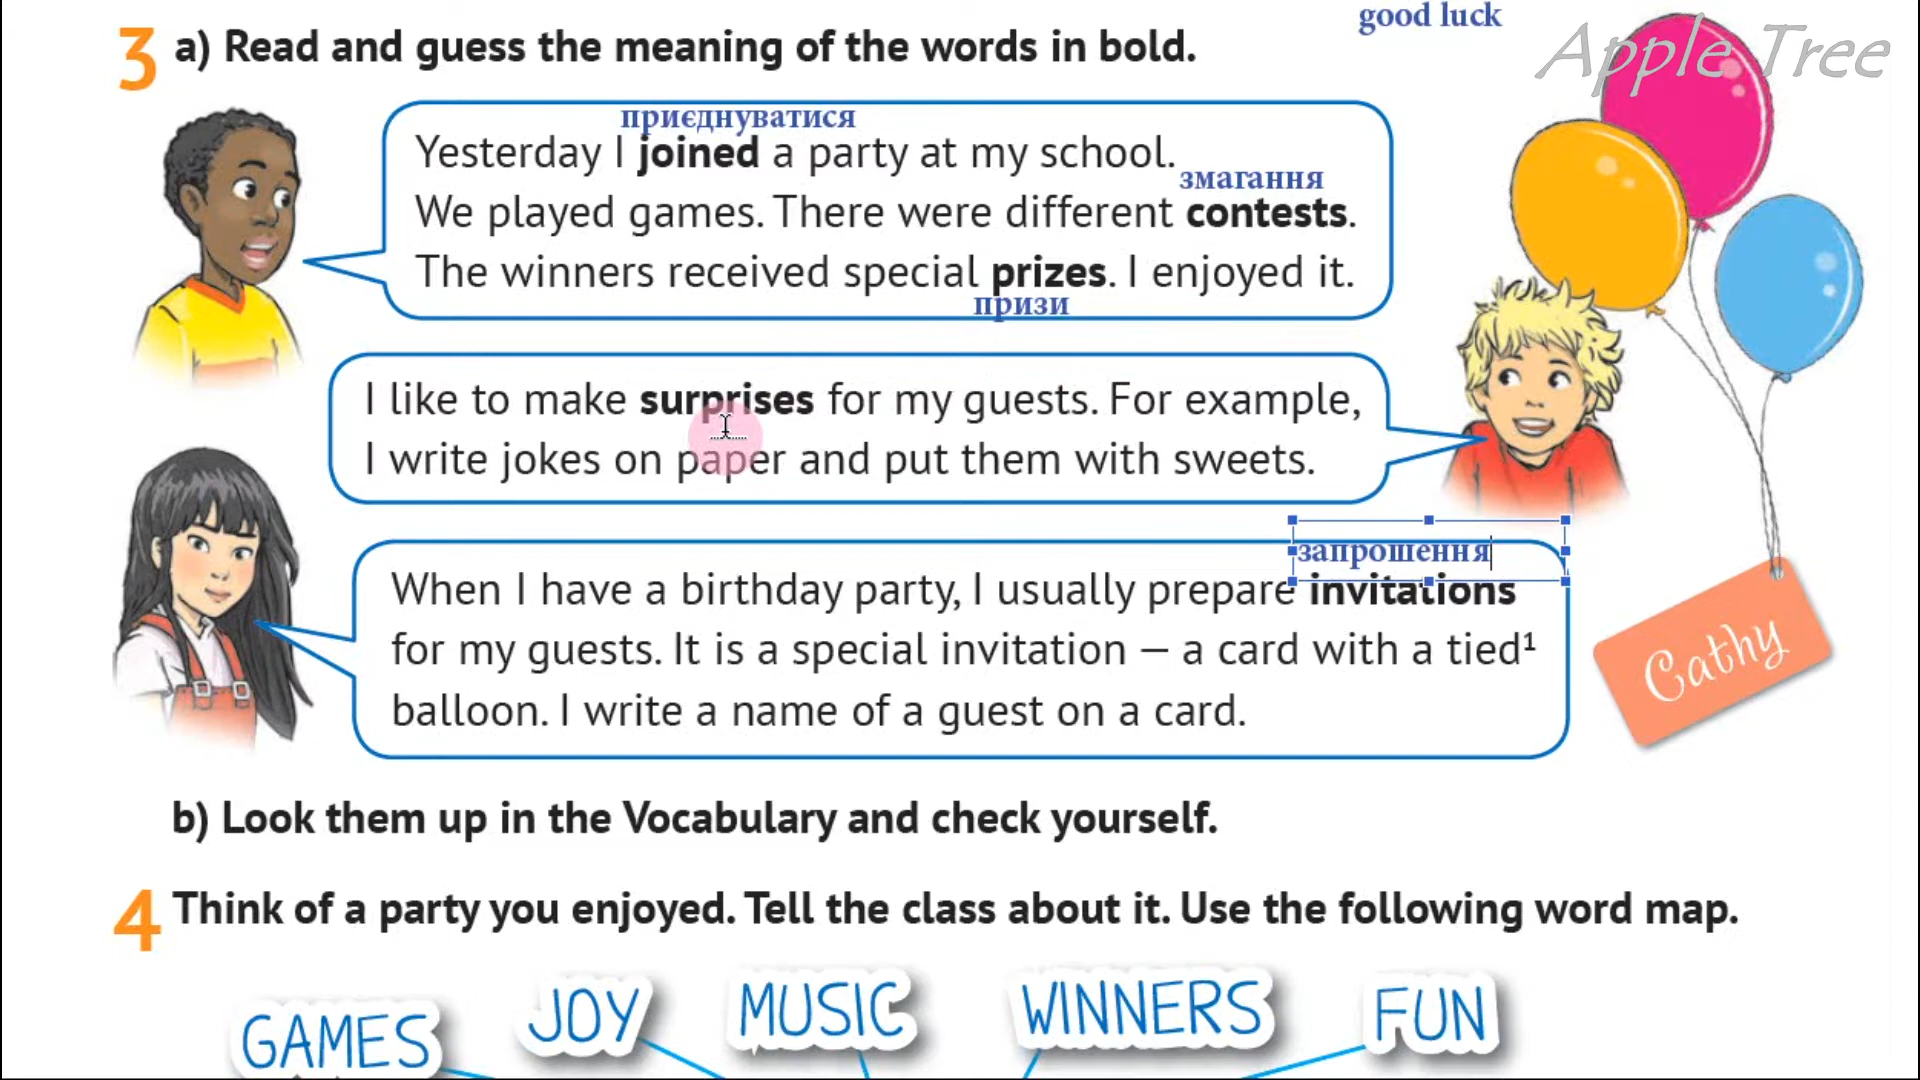 good luck
Apple Tree
3 a) Read and guess the meaning of the words in bold.
приєднуватися
Yesterday I joined a party at my school.
змагання
We played games. There were different contests.
The winners received special prizes. I enjoyed it.
призи
I like to make surprises for my guests. For example,
I write jokes on paper and put them with sweets.
запрошення
When I have a birthday party, I usually prepare invitations
for my guests. It is a special invitation — a card with a tied¹
balloon. I write a name of a guest on a card.
Cathy
b) Look them up in the Vocabulary and check yourself.
4 Think of a party you enjoyed. Tell the class about it. Use the following word map.
GAMES JOY MUSIC WINNERS FUN